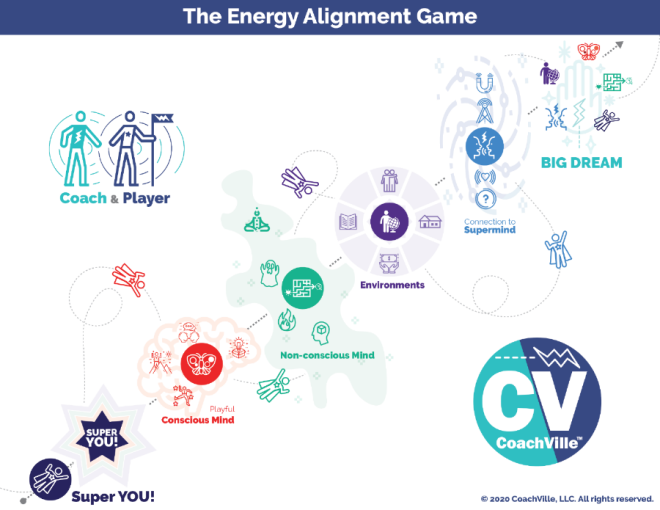 The Energy Alignment Game
BIG DREAM
Coach & Player
Connection to
Supermind
Environments
Non-conscious Mind
Playful
Conscious Mind
SUPER
YOU!
Super YOU!
CV
CoachVille™
© 2020 CoachVille, LLC. All rights reserved.